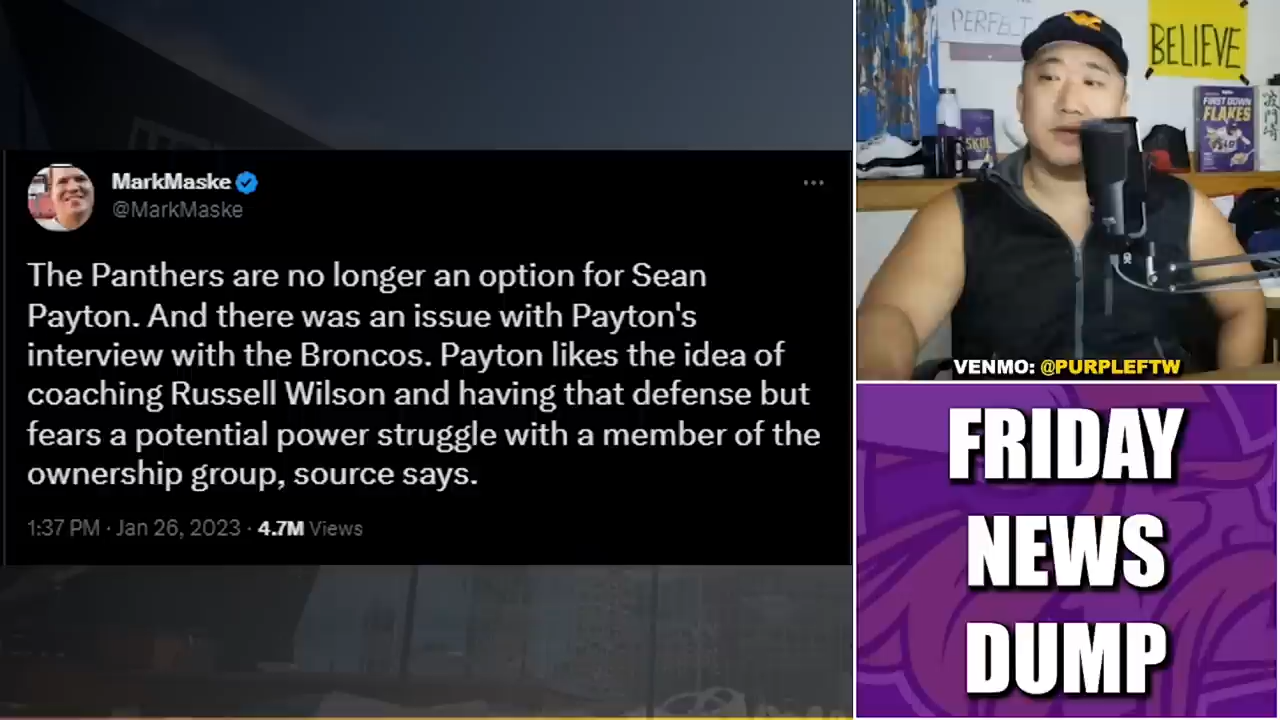 MarkMaske
@MarkMaske
The Panthers are no longer an option for Sean
Payton. And there was an issue with Payton's
interview with the Broncos. Payton likes the idea of
coaching Russell Wilson and having that defense but
fears a potential power struggle with a member of the
ownership group, source says.
1:37 PM · Jan 26, 2023 · 4.7M Views
PERFECT
BELIEVE
SKOL
FIRST DOWN
FLAKES
VENMO: @PURPLEFTW
FRIDAY
NEWS
DUMP